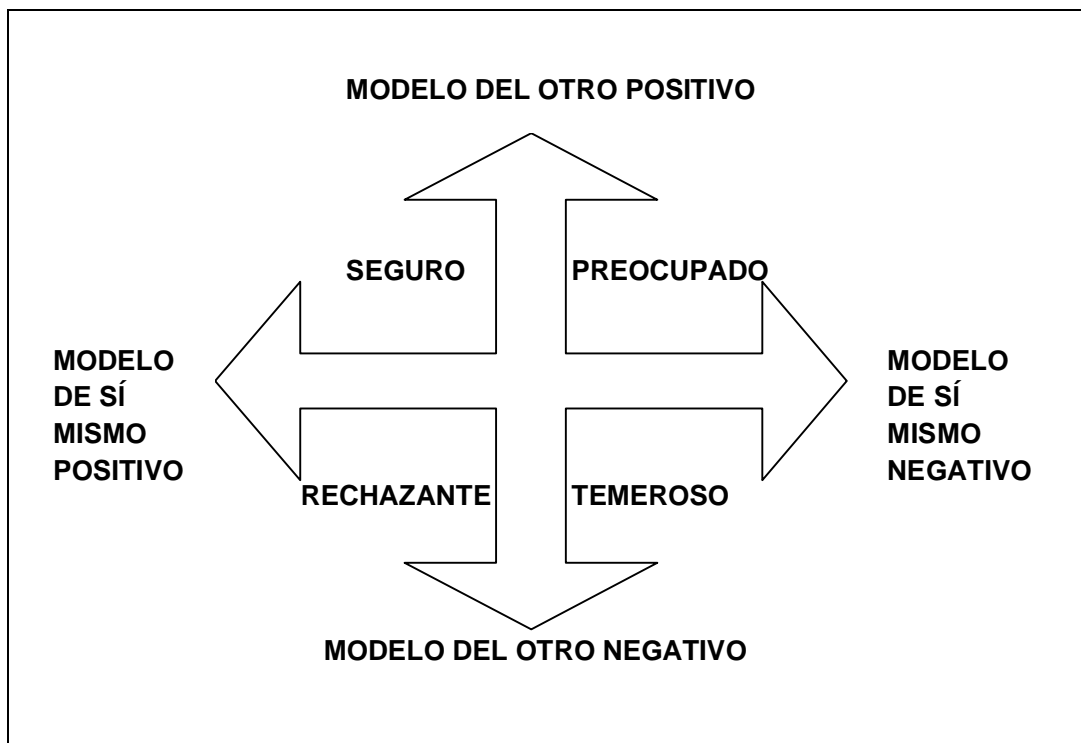 MODELO DEL OTRO POSITIVO
SEGURO
PREOCUPADO
MODELO
DE SÍ
MISMO
POSITIVO
MODELO
DE SÍ
MISMO
NEGATIVO
RECHAZANTE
TEMEROSO
MODELO DEL OTRO NEGATIVO